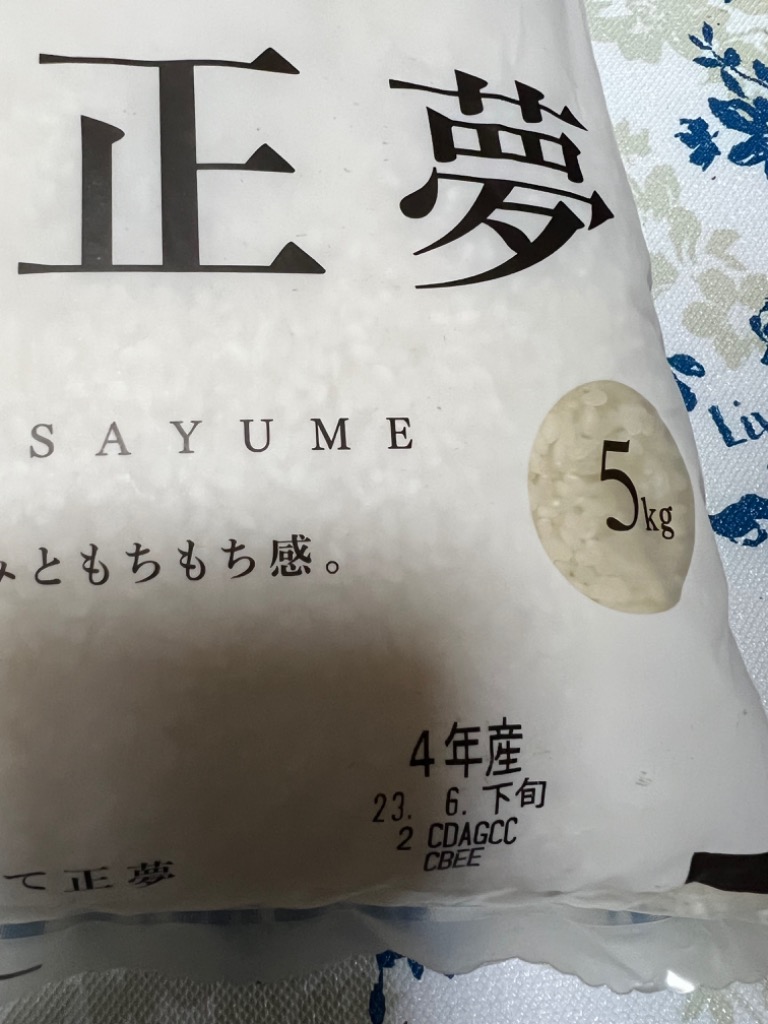 正夢
SAYUME
みともちもち感。
5kg
4年産
23. 6. 下旬
2 CDAGCC
CBEE
て正夢